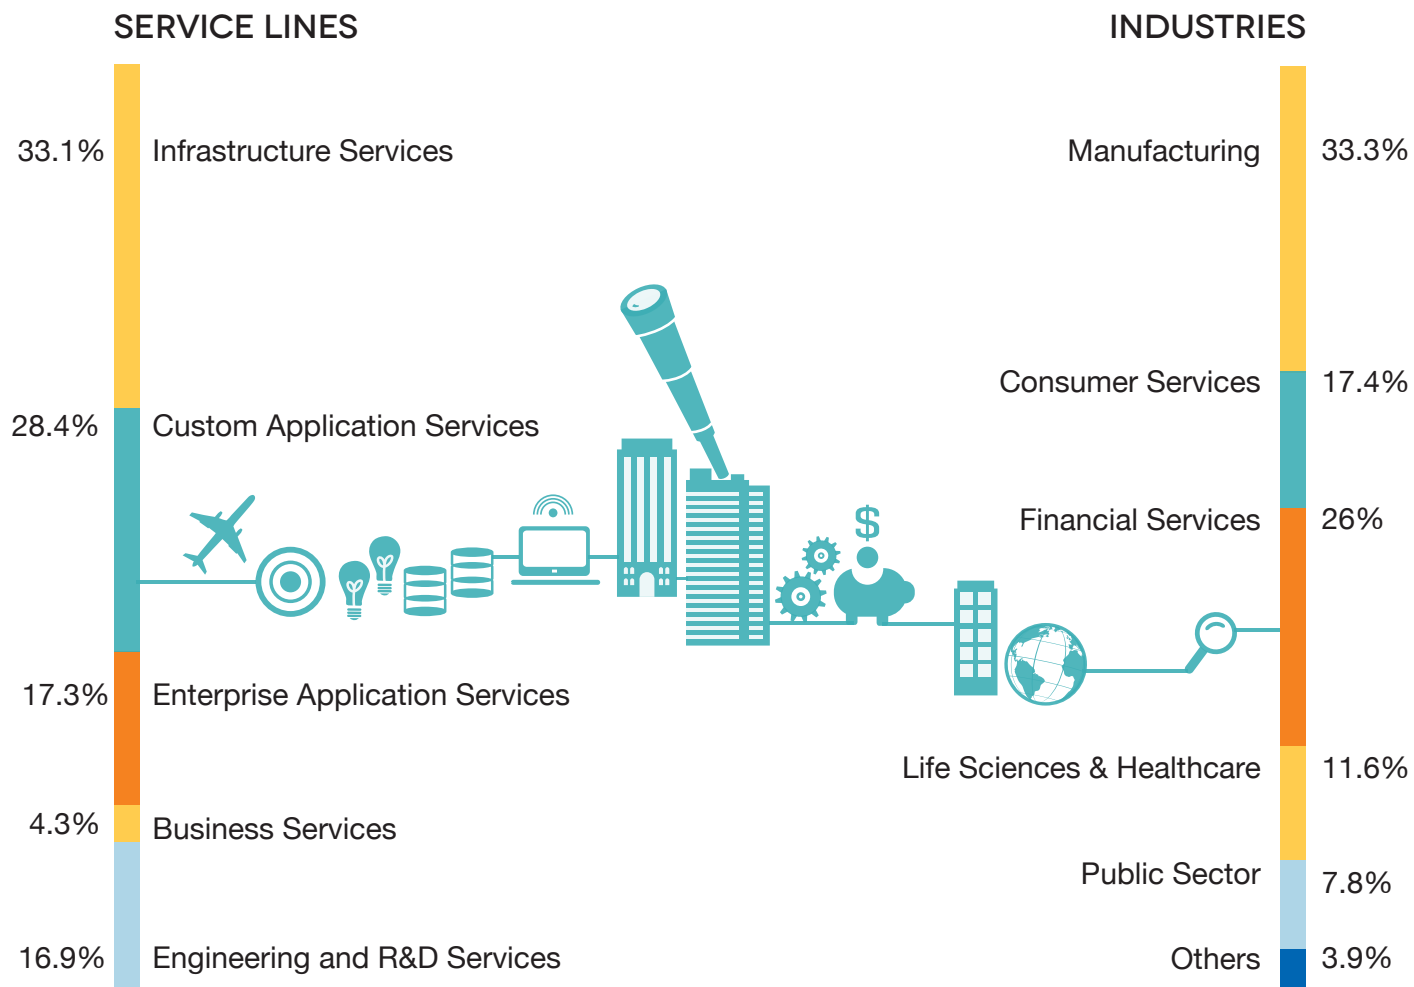 SERVICE LINES
33.1% Infrastructure Services
28.4% Custom Application Services
17.3% Enterprise Application Services
4.3% Business Services
16.9% Engineering and R&D Services
$
INDUSTRIES
Manufacturing 33.3%
Consumer Services 17.4%
Financial Services 26%
Life Sciences & Healthcare 11.6%
Public Sector 7.8%
Others 3.9%